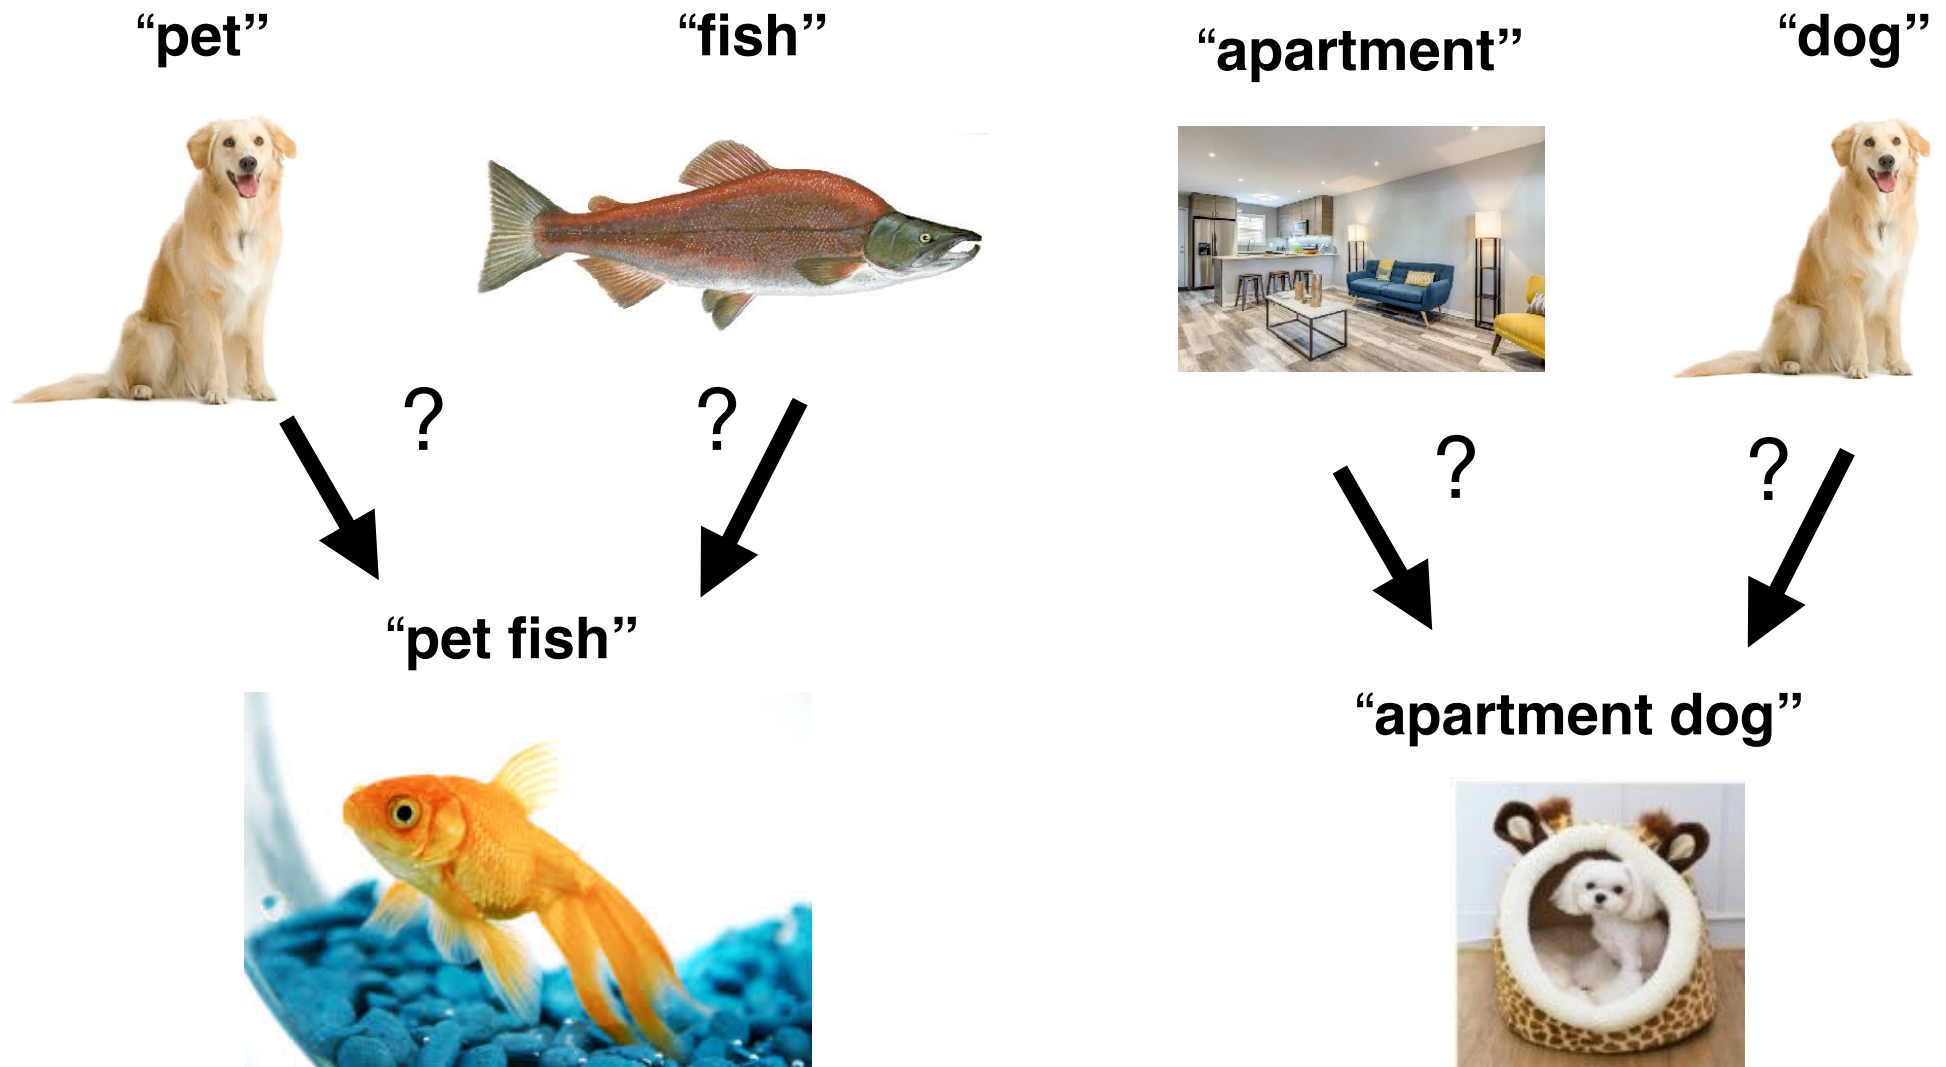 “pet”
“fish”
“apartment”
“dog”
?
?
?
?
“pet fish”
“apartment dog”